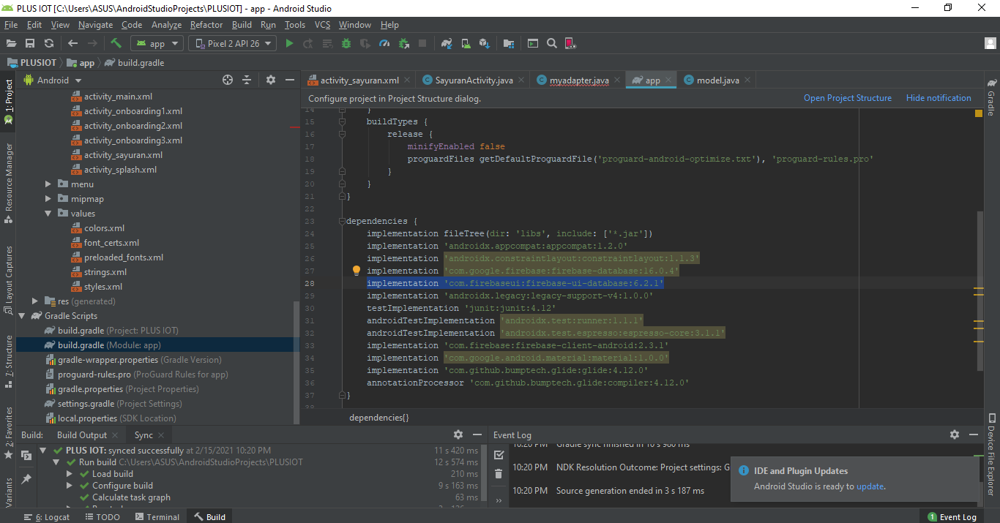 PLUS IOT [C:\Users\ASUS\AndroidStudioProjects\PLUSIOT] - app - Android Studio
File Edit View Navigate Code Analyze Refactor Build Run Tools VCS Window Help
app Pixel 2 API 26
PLUSIOT app build.gradle
1: Project
Resource Manager
Layout Captures
7: Structure
2: Favorites
Variants
Android
activity_main.xml
activity_onboarding1.xml
activity_onboarding2.xml
activity_onboarding3.xml
activity_sayuran.xml
activity_splash.xml
menu
mipmap
values
colors.xml
font_certs.xml
preloaded_fonts.xml
strings.xml
styles.xml
res (generated)
Gradle Scripts
build.gradle (Project: PLUS IOT)
build.gradle (Module: app)
gradle-wrapper.properties (Gradle Version)
proguard-rules.pro (ProGuard Rules for app)
gradle.properties (Project Properties)
settings.gradle (Project Settings)
local.properties (SDK Location)
activity_sayuran.xml SayuranActivity.java myadapter.java app model.java
Configure project in Project Structure dialog. Open Project Structure Hide notification
14 }
15 buildTypes {
16 release {
17 minifyEnabled false
18 proguardFiles getDefaultProguardFile('proguard-android-optimize.txt'), 'proguard-rules.pro'
19 }
20 }
21 }
22
23 dependencies {
24 implementation fileTree(dir: 'libs', include: ['*.jar'])
25 implementation 'androidx.appcompat:appcompat:1.2.0'
26 implementation 'androidx.constraintlayout:constraintlayout:1.1.3'
27 implementation 'com.google.firebase:firebase-database:16.0.4'
28 implementation 'com.firebaseui:firebase-ui-database:6.2.1'
29 implementation 'androidx.legacy:legacy-support-v4:1.0.0'
30 testImplementation 'junit:junit:4.12'
31 androidTestImplementation 'androidx.test:runner:1.1.1'
32 androidTestImplementation 'androidx.test.espresso:espresso-core:3.1.1'
33 implementation 'com.firebase:firebase-client-android:2.3.1'
34 implementation 'com.google.android.material:material:1.0.0'
35 implementation 'com.github.bumptech.glide:glide:4.12.0'
36 annotationProcessor 'com.github.bumptech.glide:compiler:4.12.0'
37 }
38
dependencies{}
Gradle
Device File Explorer
Build: Build Output Sync
PLUS IOT: synced successfully at 2/15/2021 10:20 PM 11 s 420 ms
Run build C:\Users\ASUS\AndroidStudioProjects\PLUSIOT 12 s 574 ms
Load build 210 ms
Configure build 9 s 163 ms
Calculate task graph 63 ms
Event Log
10:20 PM Gradle sync finished in 10 s 960 ms
10:20 PM NDK Resolution Outcome: Project settings: G
10:20 PM Source generation ended in 3 s 187 ms
IDE and Plugin Updates
Android Studio is ready to update.
6: Logcat TODO Terminal Build 1 Event Log